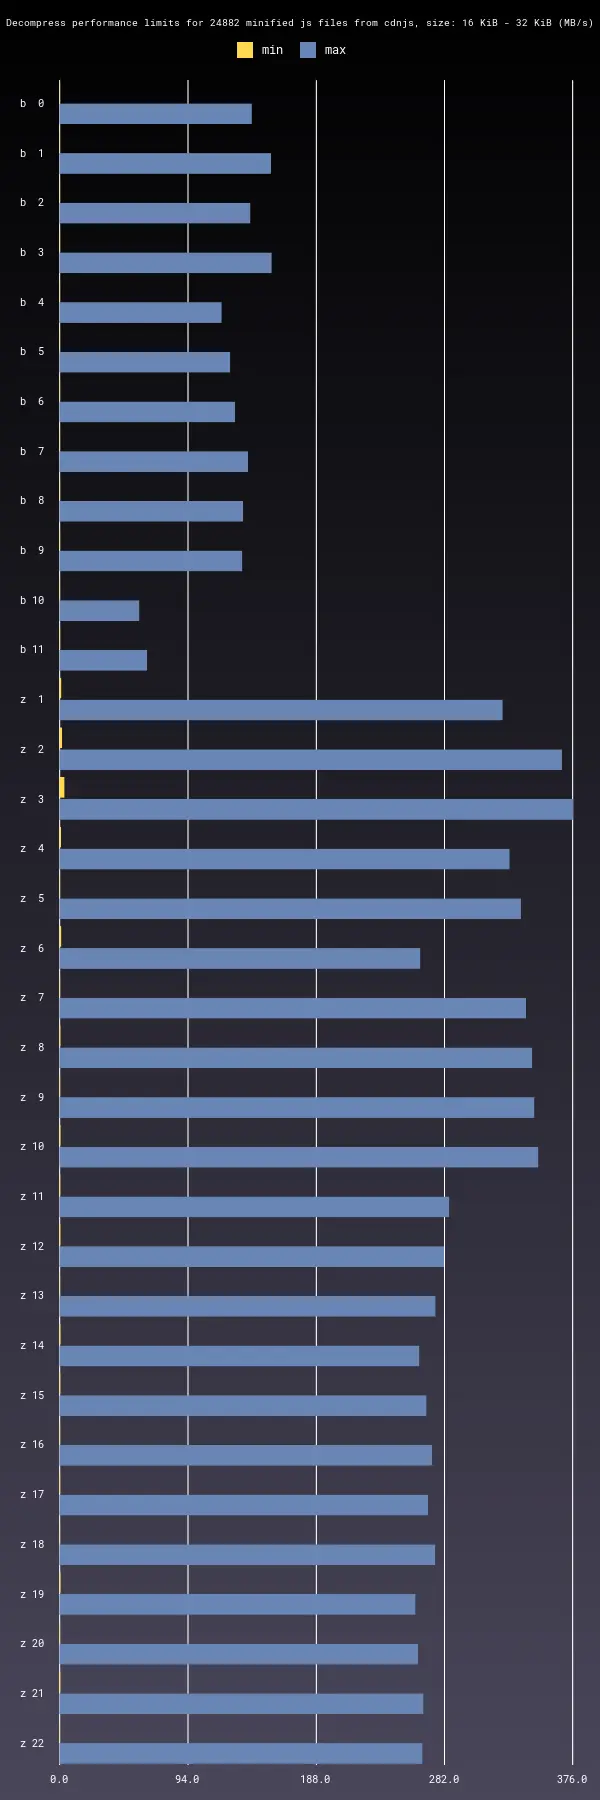 Decompress performance limits for 24882 minified js files from cdnjs, size: 16 KiB - 32 KiB (MB/s)
min max
b 0
b 1
b 2
b 3
b 4
b 5
b 6
b 7
b 8
b 9
b 10
b 11
z 1
z 2
z 3
z 4
z 5
z 6
z 7
z 8
z 9
z 10
z 11
z 12
z 13
z 14
z 15
z 16
z 17
z 18
z 19
z 20
z 21
z 22
0.0 94.0 188.0 282.0 376.0